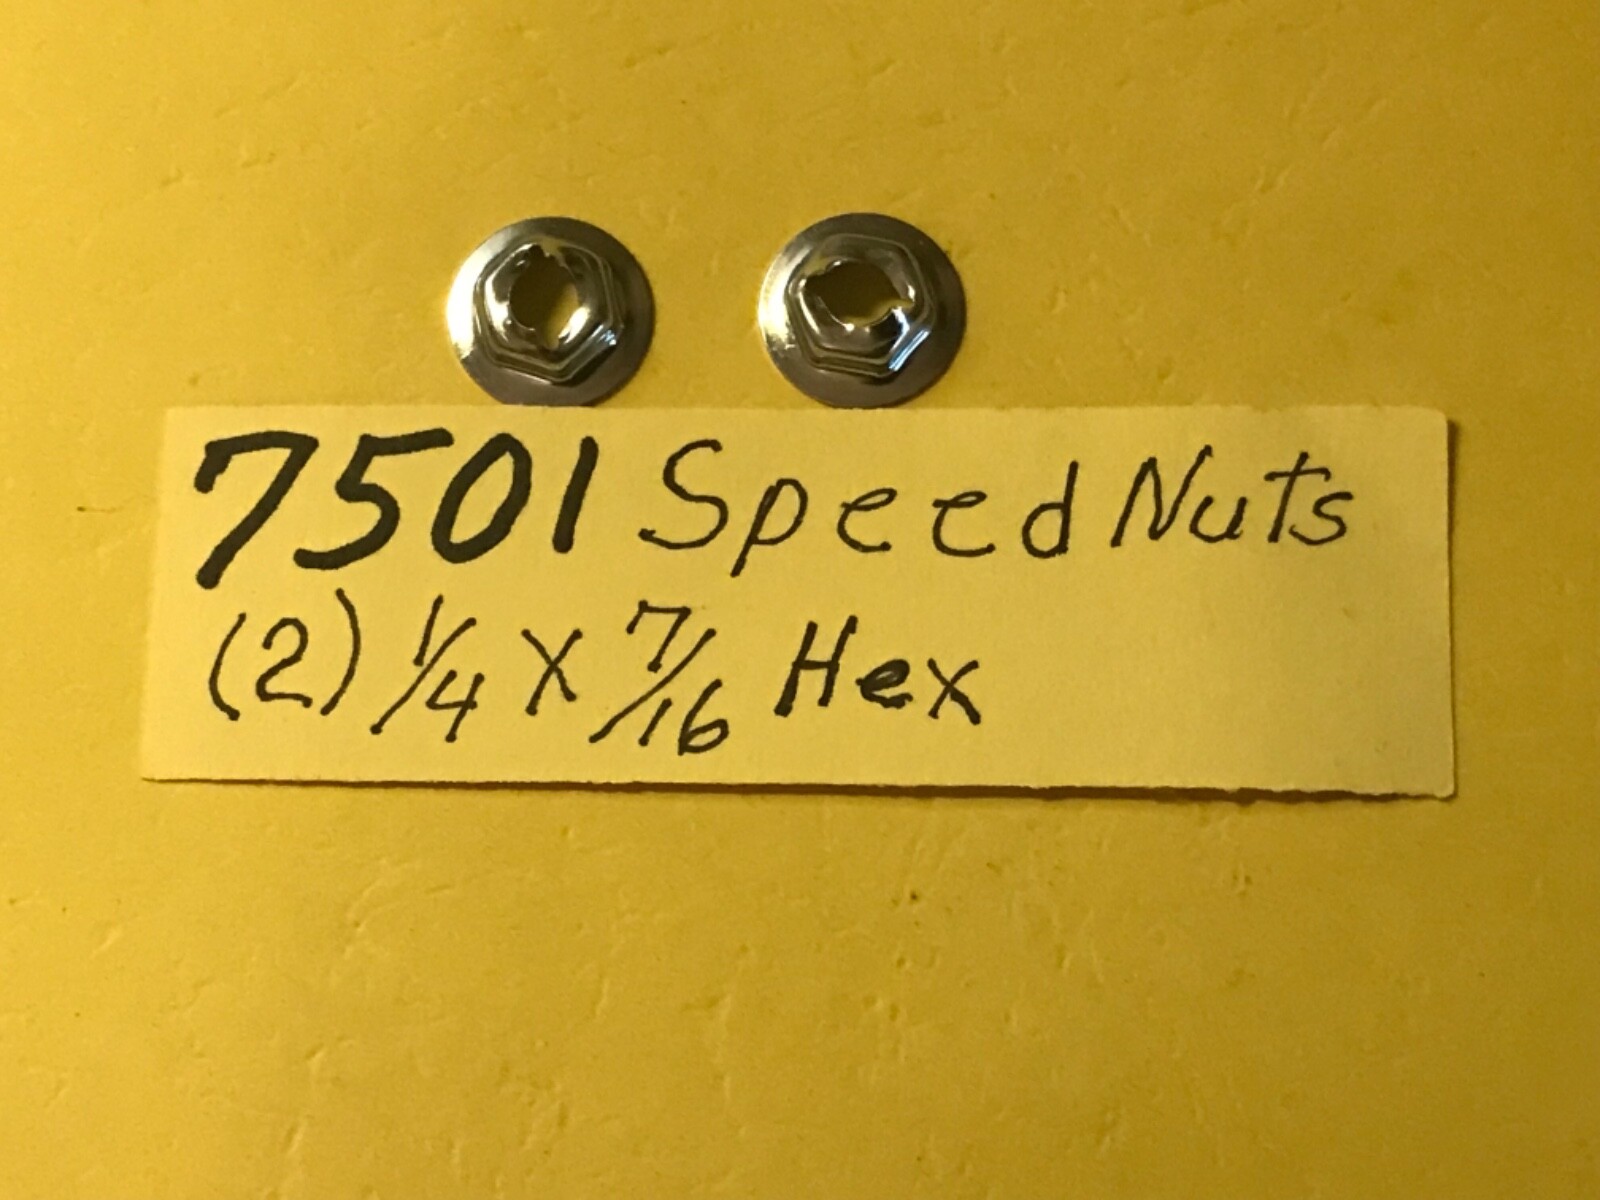 7501 Speed Nuts
(2) 1/4 X 7/16 Hex